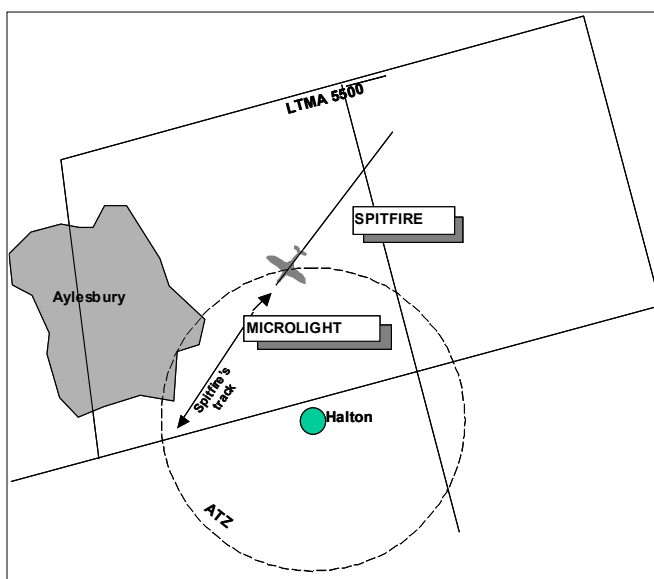 LTMA 5500
SPITFIRE
Aylesbury
MICROLIGHT
Spitfire's
track
Halton
ATZ